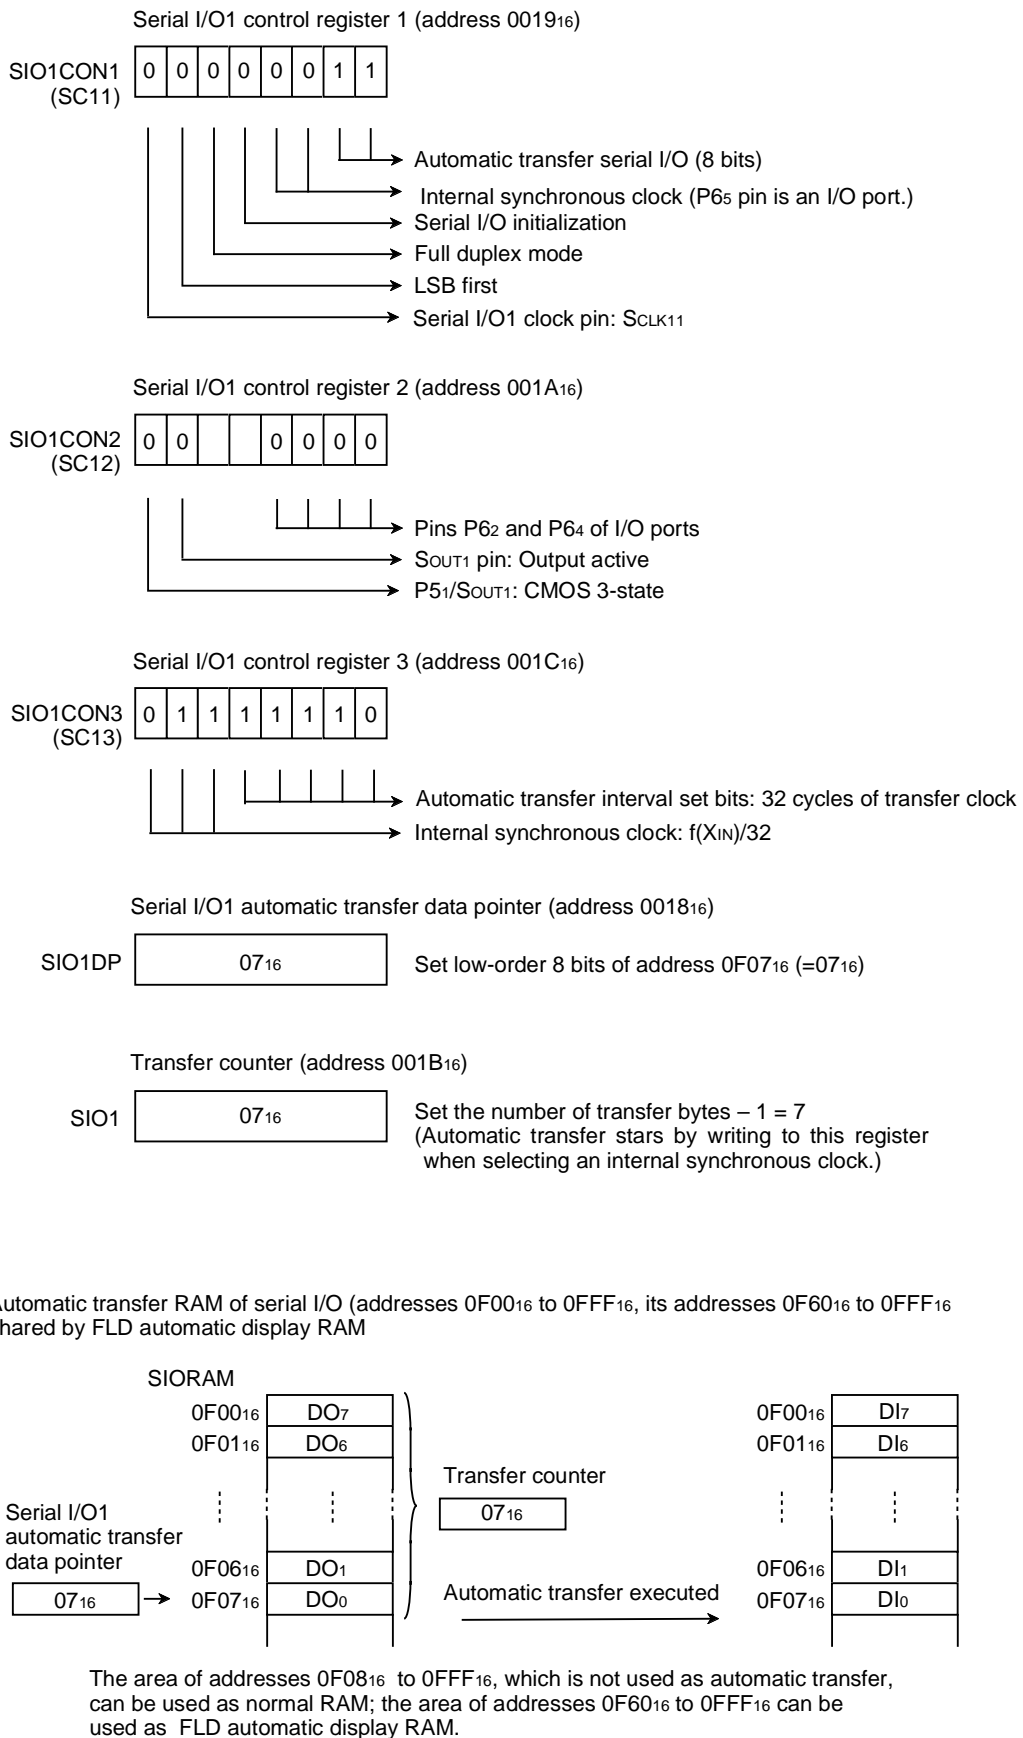 Serial I/O1 control register 1 (address 001916)
SIO1CON1 0 0 0 0 0 0 1 1
(SC11)
Automatic transfer serial I/O (8 bits)
Internal synchronous clock (P65 pin is an I/O port.)
Serial I/O initialization
Full duplex mode
LSB first
Serial I/O1 clock pin: SCLK11
Serial I/O1 control register 2 (address 001A16)
SIO1CON2 0 0 0 0 0 0
(SC12)
Pins P62 and P64 of I/O ports
SOUT1 pin: Output active
P51/SOUT1: CMOS 3-state
Serial I/O1 control register 3 (address 001C16)
SIO1CON3 0 1 1 1 1 1 1 0
(SC13)
Automatic transfer interval set bits: 32 cycles of transfer clock
Internal synchronous clock: f(XIN)/32
Serial I/O1 automatic transfer data pointer (address 001816)
SIO1DP 0716 Set low-order 8 bits of address 0F0716 (=0716)
Transfer counter (address 001B16)
SIO1 0716 Set the number of transfer bytes – 1 = 7
(Automatic transfer stars by writing to this register
when selecting an internal synchronous clock.)
utomatic transfer RAM of serial I/O (addresses 0F0016 to 0FFF16, its addresses 0F6016 to 0FFF16
hared by FLD automatic display RAM
SIORAM
0F0016 DO7 0F0016 DI7
0F0116 DO6 0F0116 DI6
Transfer counter
0716
Serial I/O1
automatic transfer
data pointer
0F0616 DO1 0F0616 DI1
0716 0F0716 DO0 Automatic transfer executed 0F0716 DI0
The area of addresses 0F0816 to 0FFF16, which is not used as automatic transfer,
can be used as normal RAM; the area of addresses 0F6016 to 0FFF16 can be
used as FLD automatic display RAM.